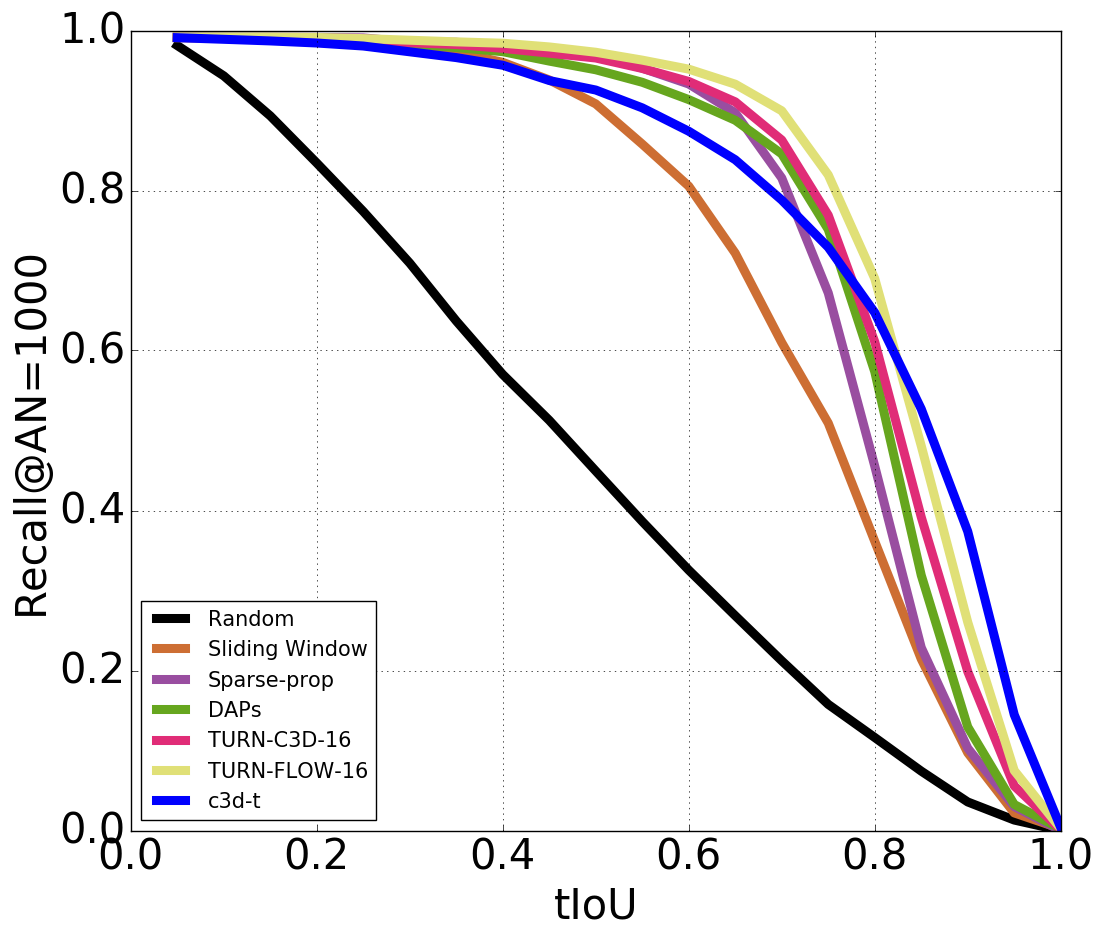 Recall@AN=1000
1.0
0.8
0.6
0.4
0.2
0.0
Random
Sliding Window
Sparse-prop
DAPs
TURN-C3D-16
TURN-FLOW-16
c3d-t
0.0 0.2 0.4 0.6 0.8 1.0
tIoU